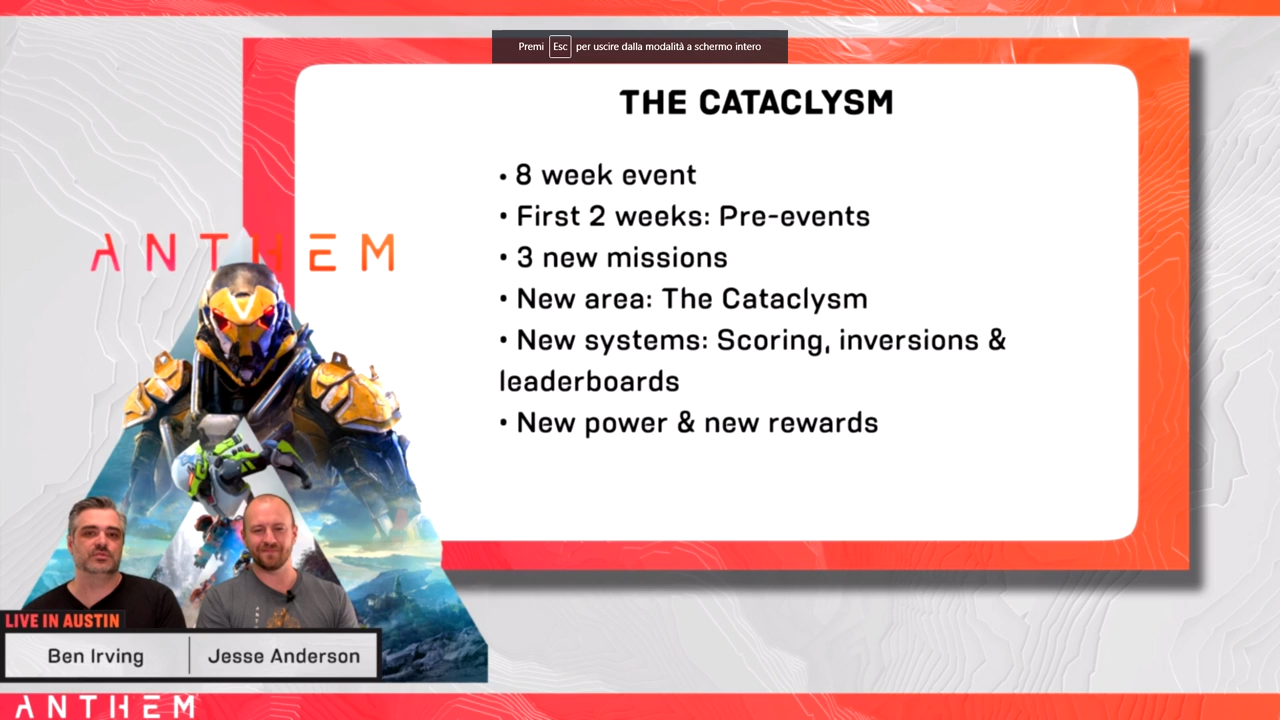 Premi Esc per uscire dalla modalità a schermo intero
THE CATACLYSM
• 8 week event
• First 2 weeks: Pre-events
• 3 new missions
• New area: The Cataclysm
• New systems: Scoring, inversions &
leaderboards
• New power & new rewards
ANTHEM
LIVE IN AUSTIN
Ben Irving
Jesse Anderson
ANTHEM